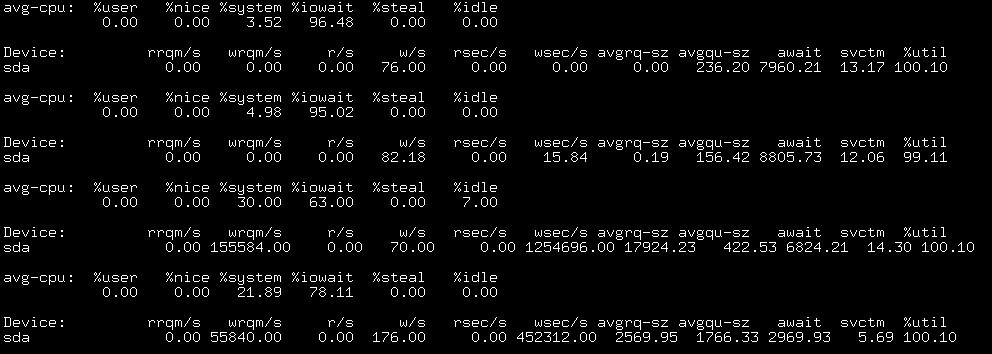 avg-cpu: %user %nice %system %iowait %steal %idle
0.00 0.00 3.52 96.48 0.00 0.00
Device: rrqm/s wrqm/s r/s w/s rsec/s wsec/s avgrq-sz avgqu-sz await svctm %util
sda 0.00 0.00 0.00 76.00 0.00 0.00 0.00 236.20 7960.21 13.17 100.10
avg-cpu: %user %nice %system %iowait %steal %idle
0.00 0.00 4.98 95.02 0.00 0.00
Device: rrqm/s wrqm/s r/s w/s rsec/s wsec/s avgrq-sz avgqu-sz await svctm %util
sda 0.00 0.00 0.00 82.18 0.00 15.84 0.19 156.42 8805.73 12.06 99.11
avg-cpu: %user %nice %system %iowait %steal %idle
0.00 0.00 30.00 63.00 0.00 7.00
Device: rrqm/s wrqm/s r/s w/s rsec/s wsec/s avgrq-sz avgqu-sz await svctm %util
sda 0.00 155584.00 0.00 70.00 0.00 1254696.00 17924.23 422.53 6824.21 14.30 100.10
avg-cpu: %user %nice %system %iowait %steal %idle
0.00 0.00 21.89 78.11 0.00 0.00
Device: rrqm/s wrqm/s r/s w/s rsec/s wsec/s avgrq-sz avgqu-sz await svctm %util
sda 0.00 55840.00 0.00 176.00 0.00 452312.00 2569.95 1766.33 2969.93 5.69 100.10